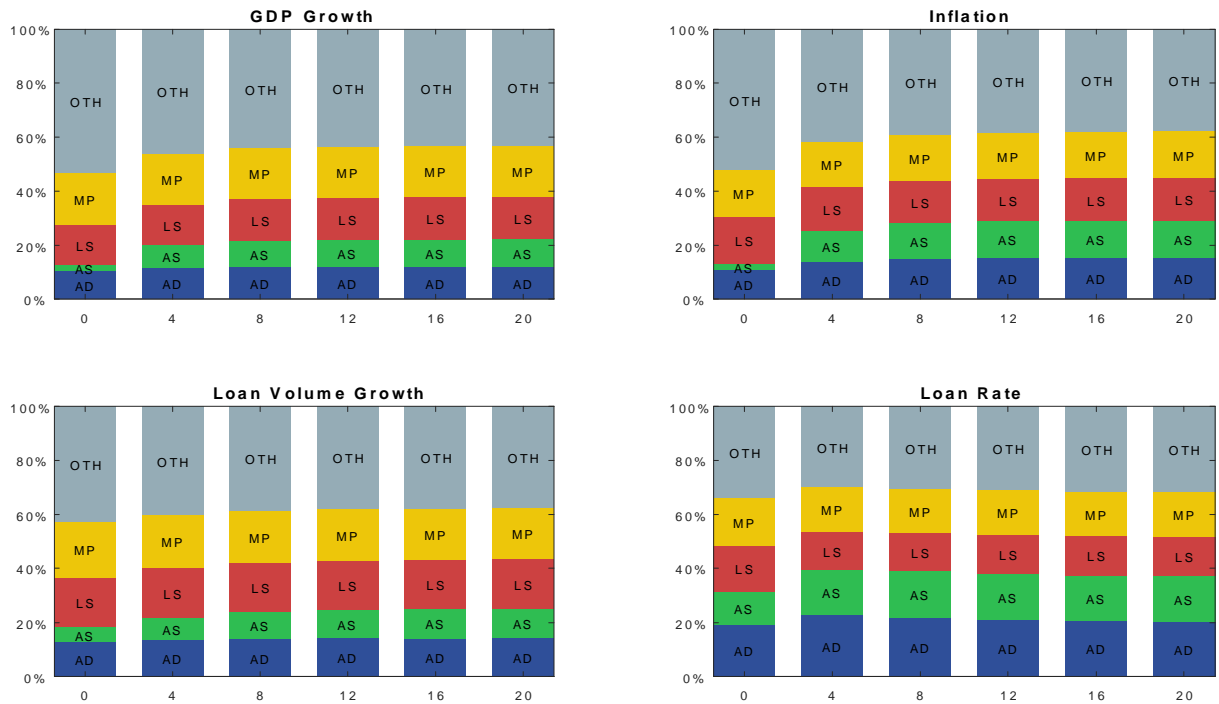 GDP Growth
100%
80%
60%
40%
20%
0%
OTH OTH OTH OTH OTH OTH
MP MP MP MP MP MP
LS LS LS LS LS LS
AS AS AS AS AS AS
AD AD AD AD AD AD
0 4 8 12 16 20
Inflation
100%
80%
60%
40%
20%
0%
OTH OTH OTH OTH OTH OTH
MP MP MP MP MP MP
LS LS LS LS LS LS
AS AS AS AS AS AS
AD AD AD AD AD AD
0 4 8 12 16 20
Loan Volume Growth
100%
80%
60%
40%
20%
0%
OTH OTH OTH OTH OTH OTH
MP MP MP MP MP MP
LS LS LS LS LS LS
AS AS AS AS AS AS
AD AD AD AD AD AD
0 4 8 12 16 20
Loan Rate
100%
80%
60%
40%
20%
0%
OTH OTH OTH OTH OTH OTH
MP MP MP MP MP MP
LS LS LS LS LS LS
AS AS AS AS AS AS
AD AD AD AD AD AD
0 4 8 12 16 20